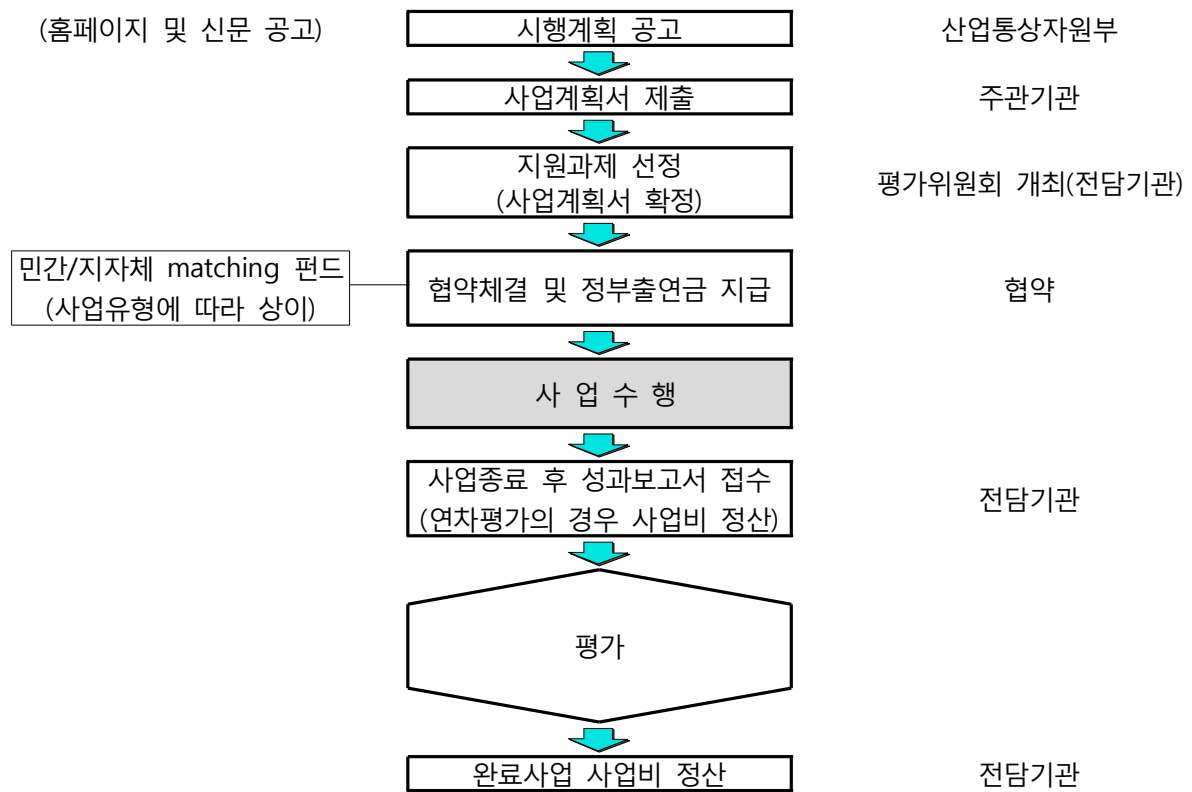 (홈페이지 및 신문 공고)
시행계획 공고
산업통상자원부
사업계획서 제출
주관기관
지원과제 선정
(사업계획서 확정)
평가위원회 개최(전담기관)
민간/지자체 matching 펀드
(사업유형에 따라 상이)
협약체결 및 정부출연금 지급
협약
사 업 수 행
사업종료 후 성과보고서 접수
(연차평가의 경우 사업비 정산)
전담기관
평가
완료사업 사업비 정산
전담기관